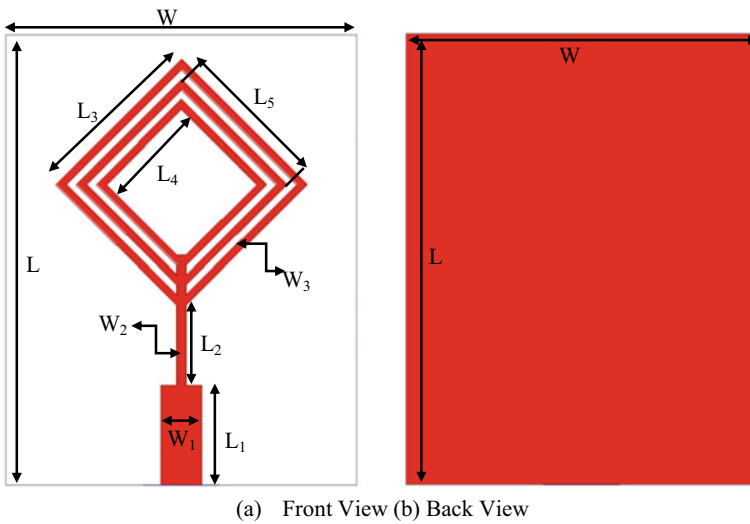 W
W
L₃
L₅
L₄
L
L
W₃
W₂
L₂
W₁
L₁
(a) Front View (b) Back View